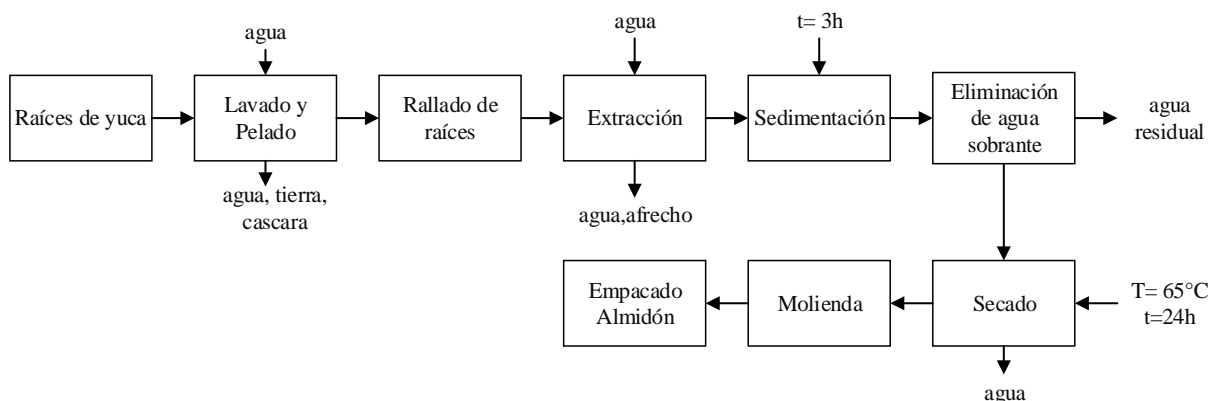 agua
agua
t= 3h
Raíces de yuca
Lavado y
Pelado
Rallado de
raíces
Extracción
Sedimentación
Eliminación
de agua
sobrante
agua
residual
agua, tierra,
cascara
agua,afrecho
Empacado
Almidón
Molienda
Secado
T= 65°C
t=24h
agua